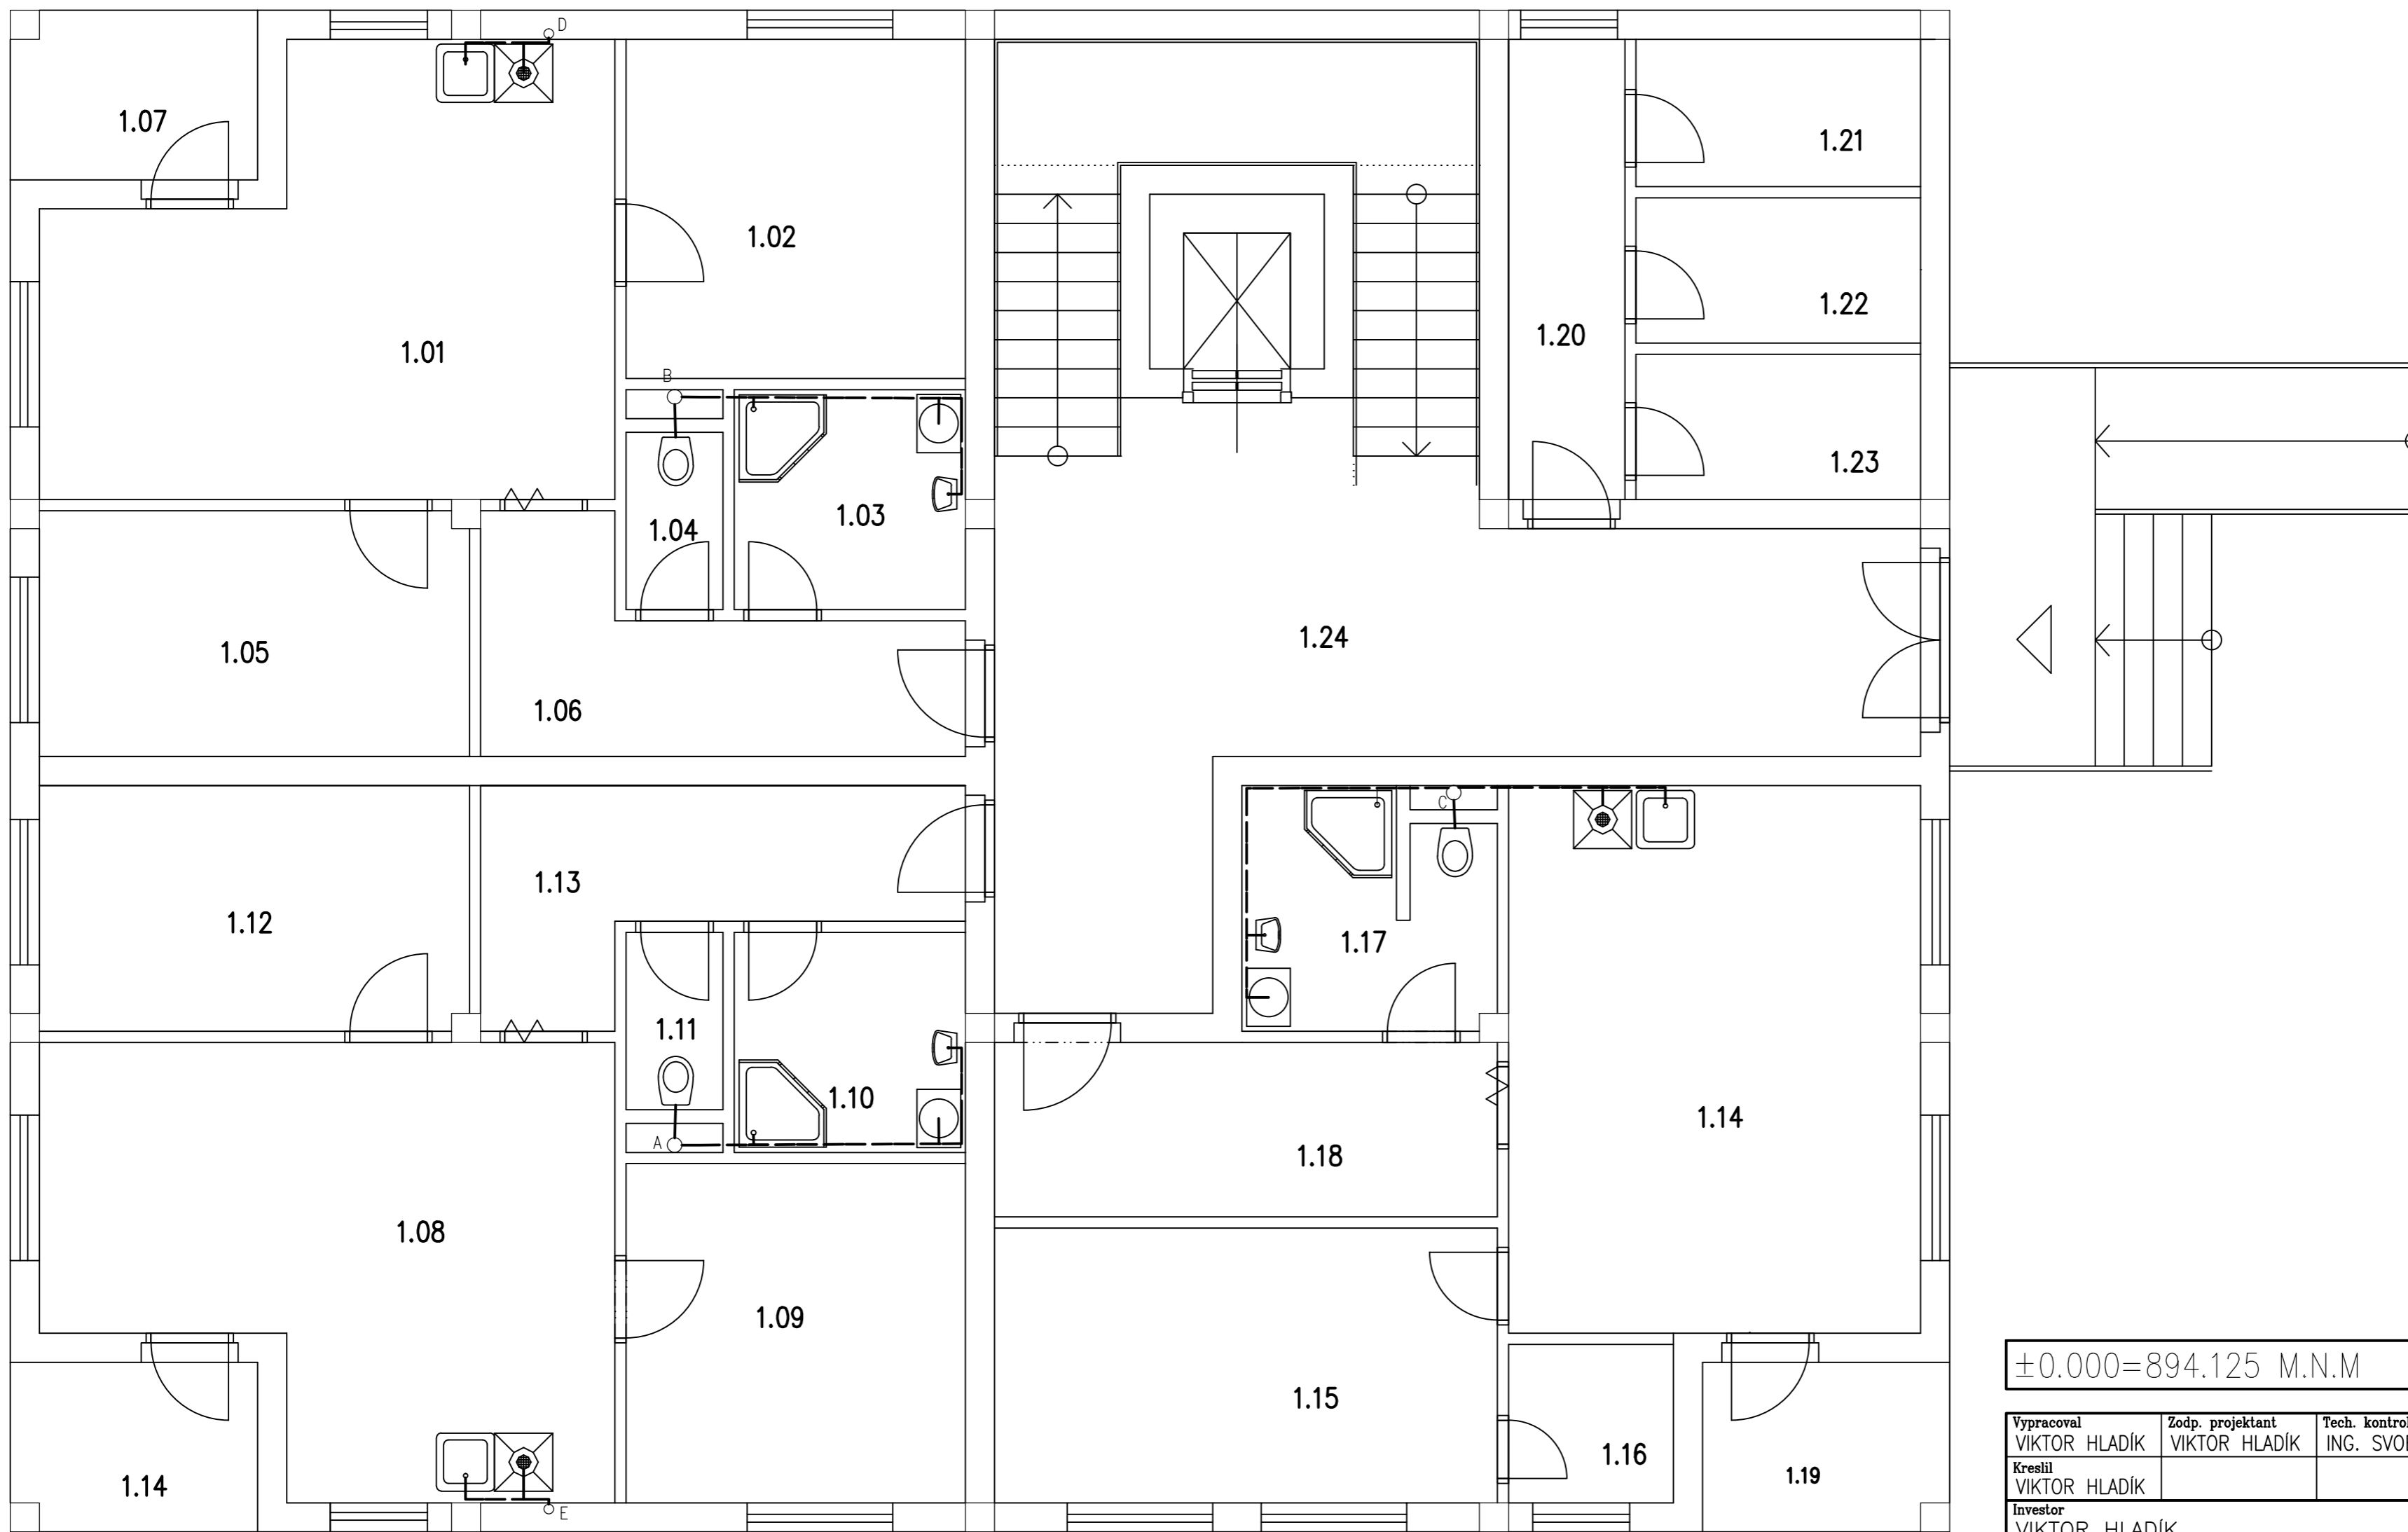 D
1.07
1.21
1.02
1.22
1.20
1.01
B
1.23
1.03
1.04
1.24
1.05
1.06
C
1.13
1.12
1.17
1.11
1.10
1.14
A
1.18
1.08
1.09
±0.000=894.125 M.N.M
1.15
Vypracoval Zodp. projektant Tech.
VIKTOR HLADÍK VIKTOR HLADÍK ING.
1.16
Kreslil
1.19
1.14
VIKTOR HLADÍK
E
Investor
VIKTOR HLADÍK